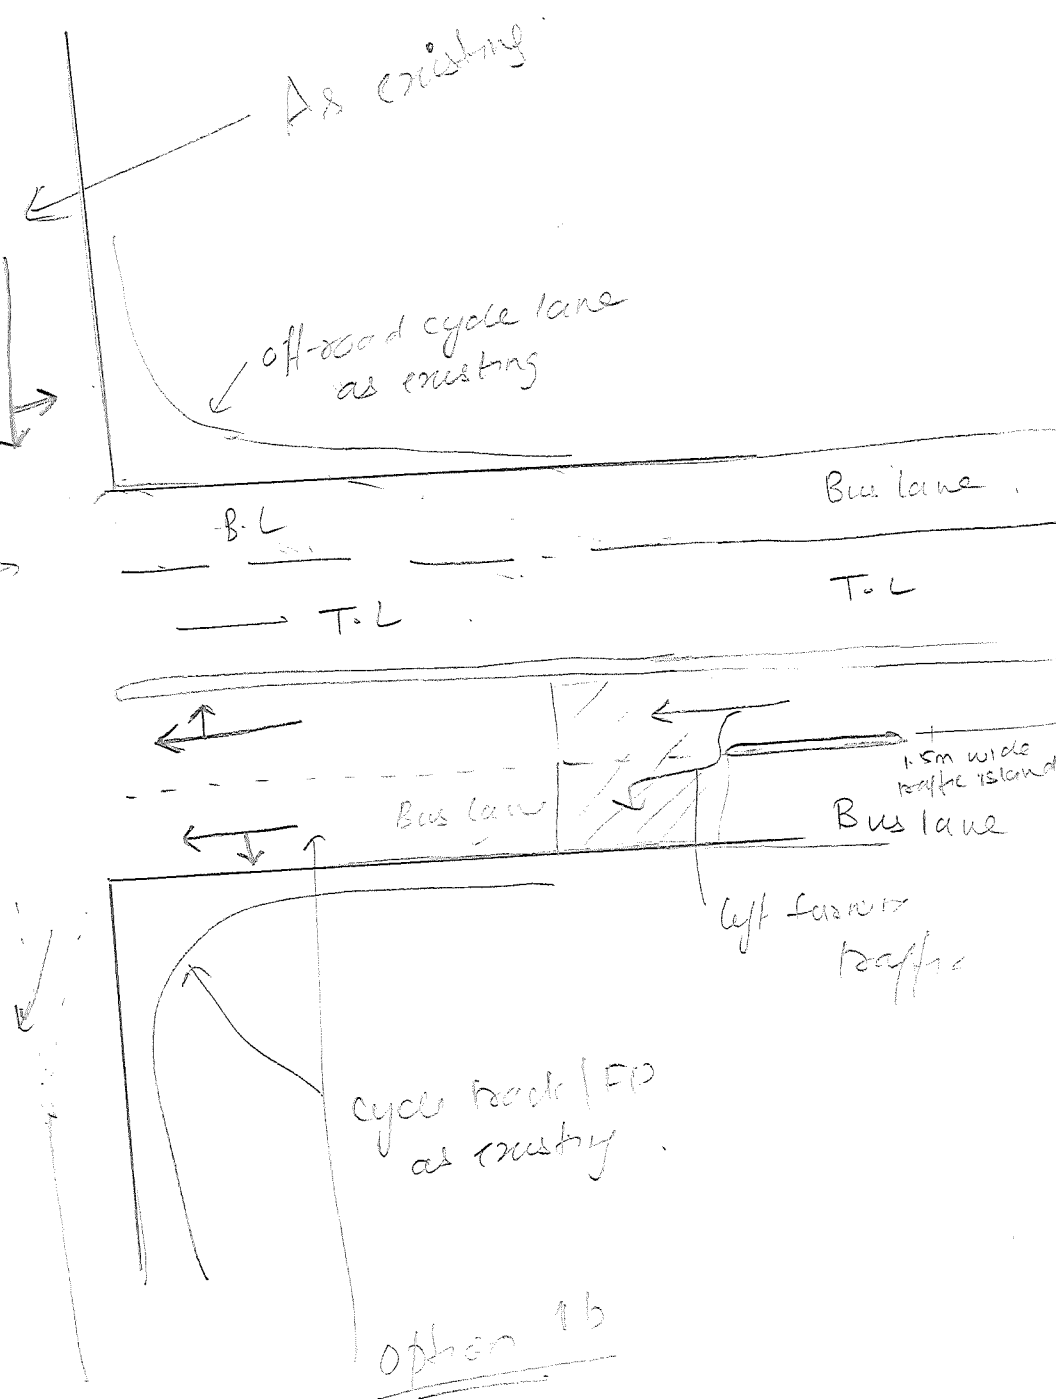 As existing
off-road cycle lane
as existing
Bus lane
B.L
T.L
T.L
1.5m wide
traffic island
Bus lane
Bus lane
left turning
traffic
Cycle track/FP
as existing.
Option 1b